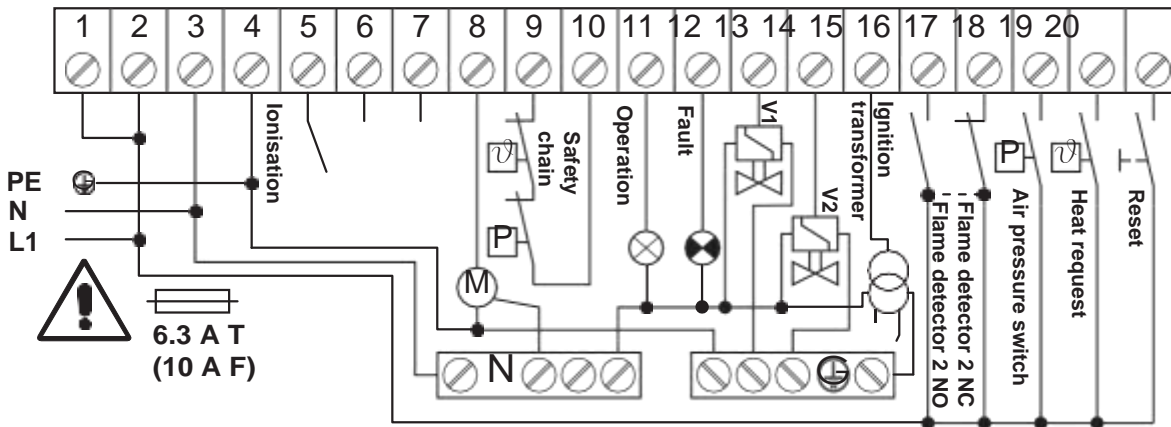 1 2 3 4 5 6 7 8 9 10 11 12 13 14 15 16 17 18 19 20
Ionisation
ϑ
P
Safety
chain
Operation
Fault
V1
V2
Ignition
transformer
Flame detector 2 NO
Flame detector 2 NC
P
Air pressure switch
ϑ
Heat request
Reset
PE
N
L1
M
6.3 A T
(10 A F)
N